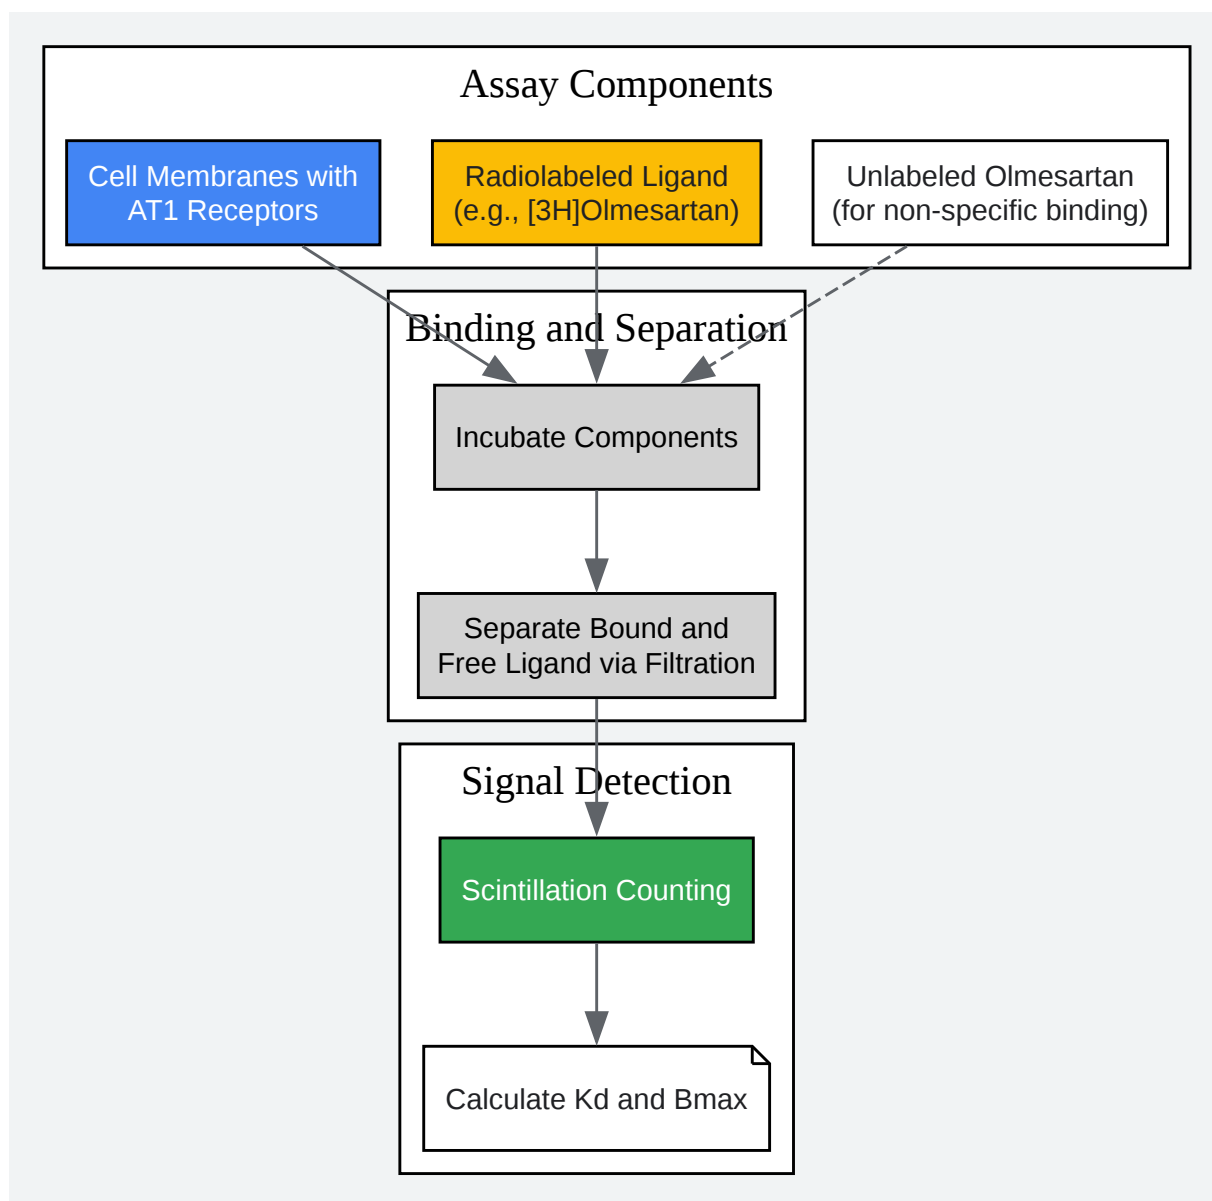 Assay Components
Cell Membranes with
AT1 Receptors
Radiolabeled Ligand
(e.g., [3H]Olmesartan)
Unlabeled Olmesartan
(for non-specific binding)
Binding and Separation
Incubate Components
Separate Bound and
Free Ligand via Filtration
Signal Detection
Scintillation Counting
Calculate Kd and Bmax